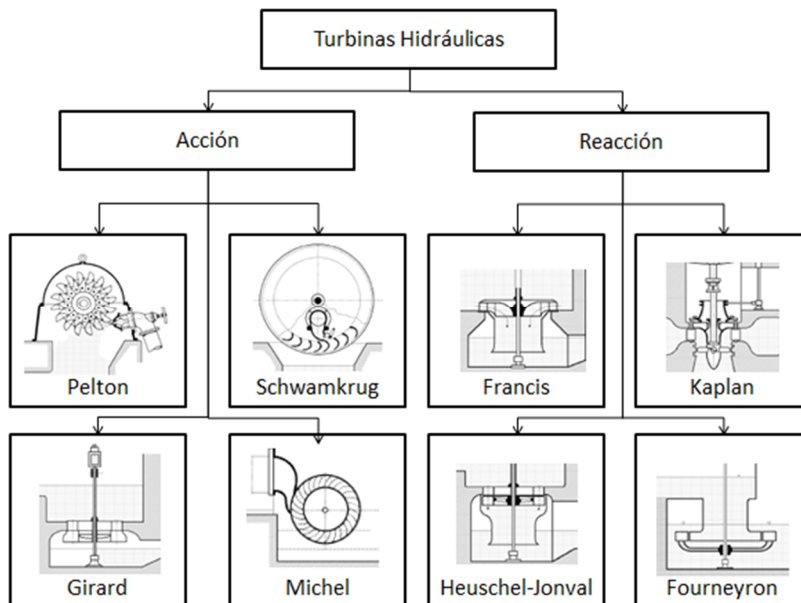 Turbinas Hidráulicas
Acción
Reacción
Pelton
Schwamkrug
Francis
Kaplan
Girard
Michel
Heuschel-Jonval
Fourneyron